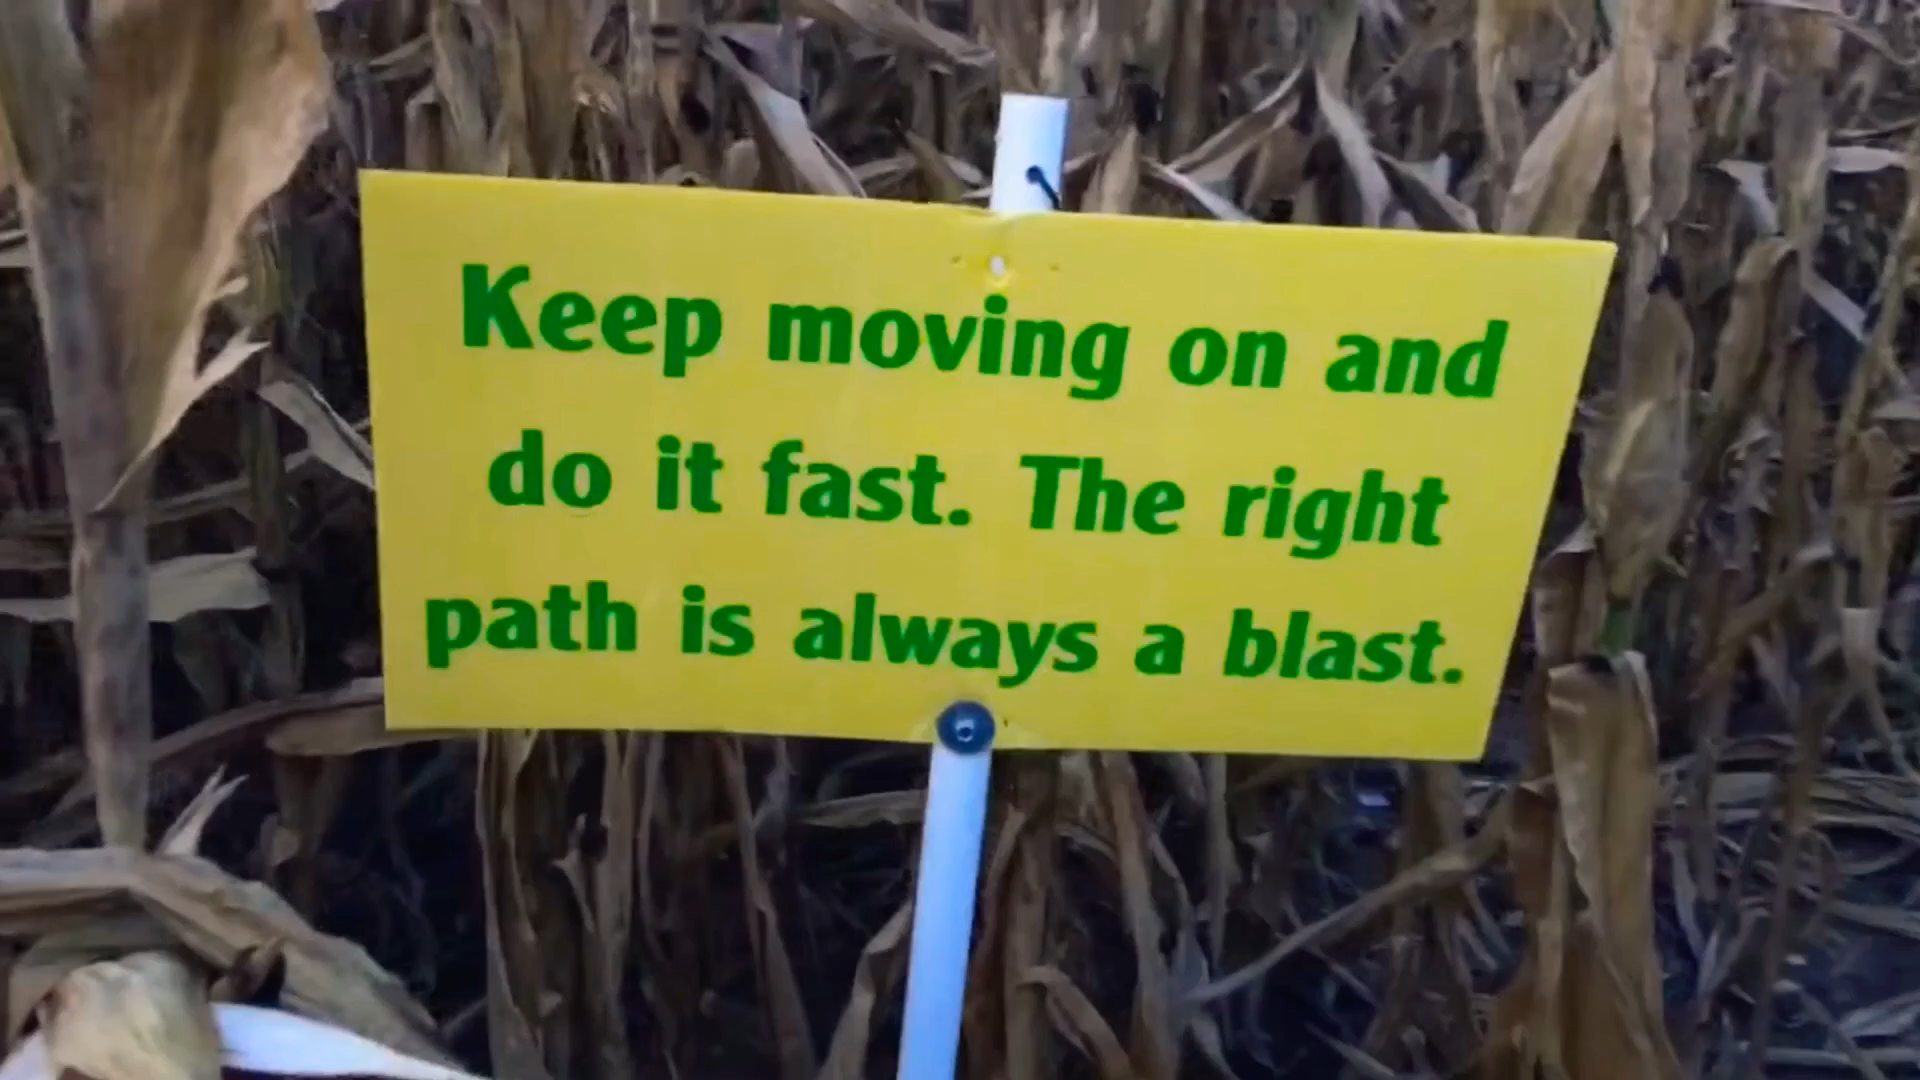 Keep moving on and
do it fast. The right
path is always a blast.